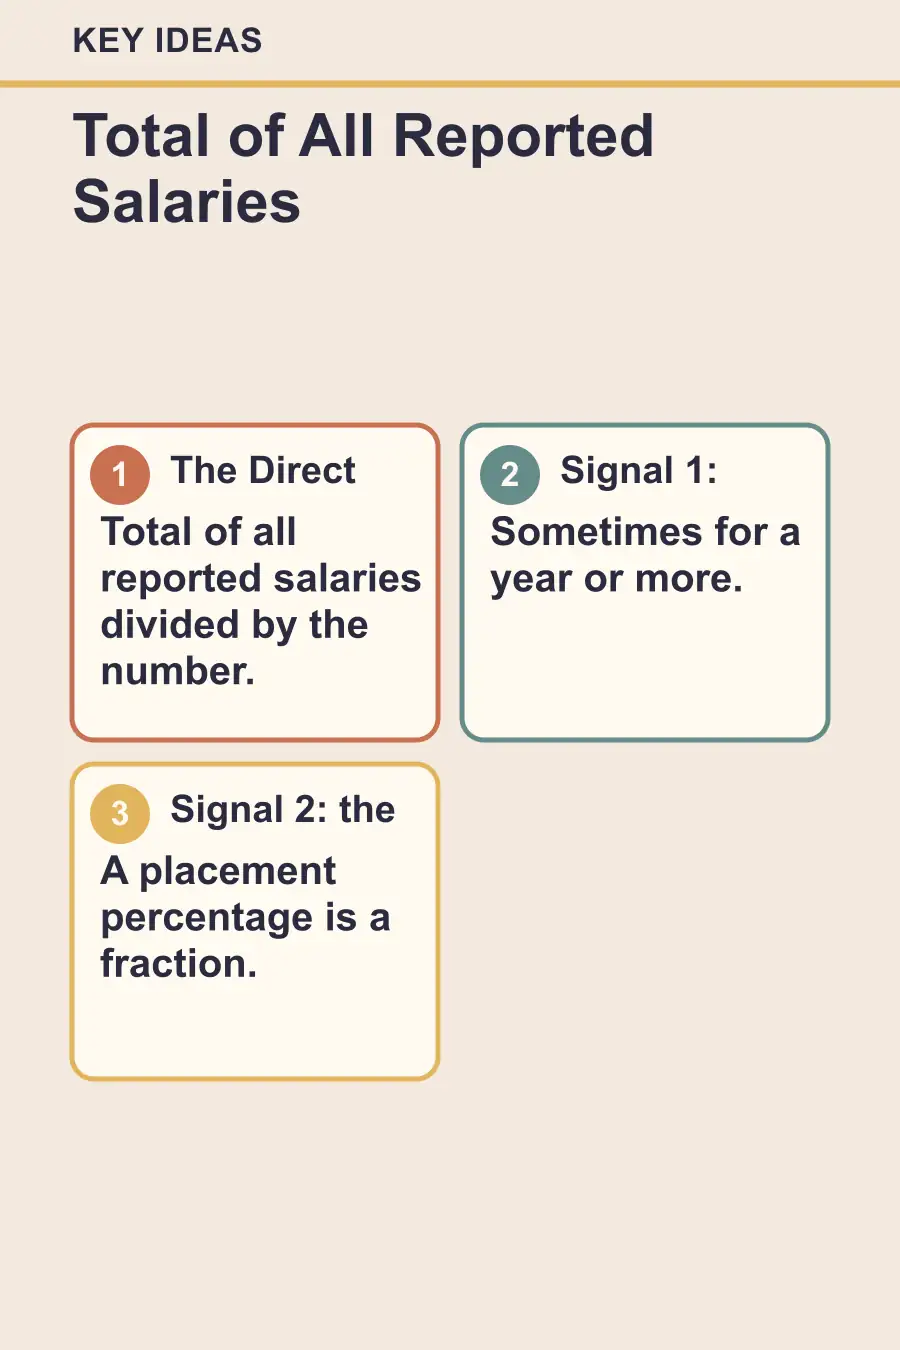 KEY IDEAS
Total of All Reported
Salaries
1 The Direct
Total of all
reported salaries
divided by the
number.
2 Signal 1:
Sometimes for a
year or more.
3 Signal 2: the
A placement
percentage is a
fraction.